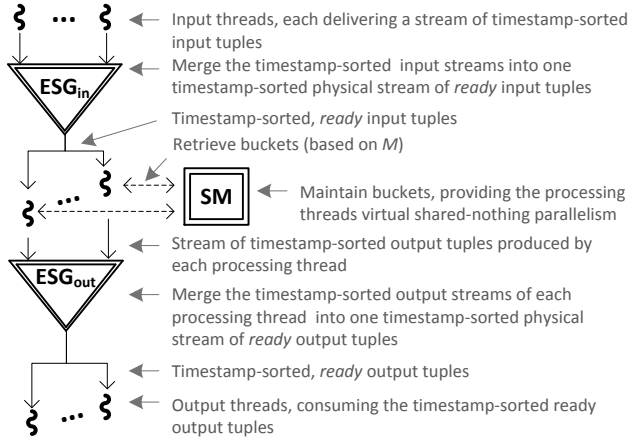 ••• Input threads, each delivering a stream of timestamp-sorted
input tuples
Merge the timestamp-sorted input streams into one
timestamp-sorted physical stream of ready input tuples
ESGin
Timestamp-sorted, ready input tuples
Retrieve buckets (based on M)
•••
SM
Maintain buckets, providing the processing
threads virtual shared-nothing parallelism
Stream of timestamp-sorted output tuples produced by
each processing thread
ESGout
Merge the timestamp-sorted output streams of each
processing thread into one timestamp-sorted physical
stream of ready output tuples
Timestamp-sorted, ready output tuples
••• Output threads, consuming the timestamp-sorted ready
output tuples